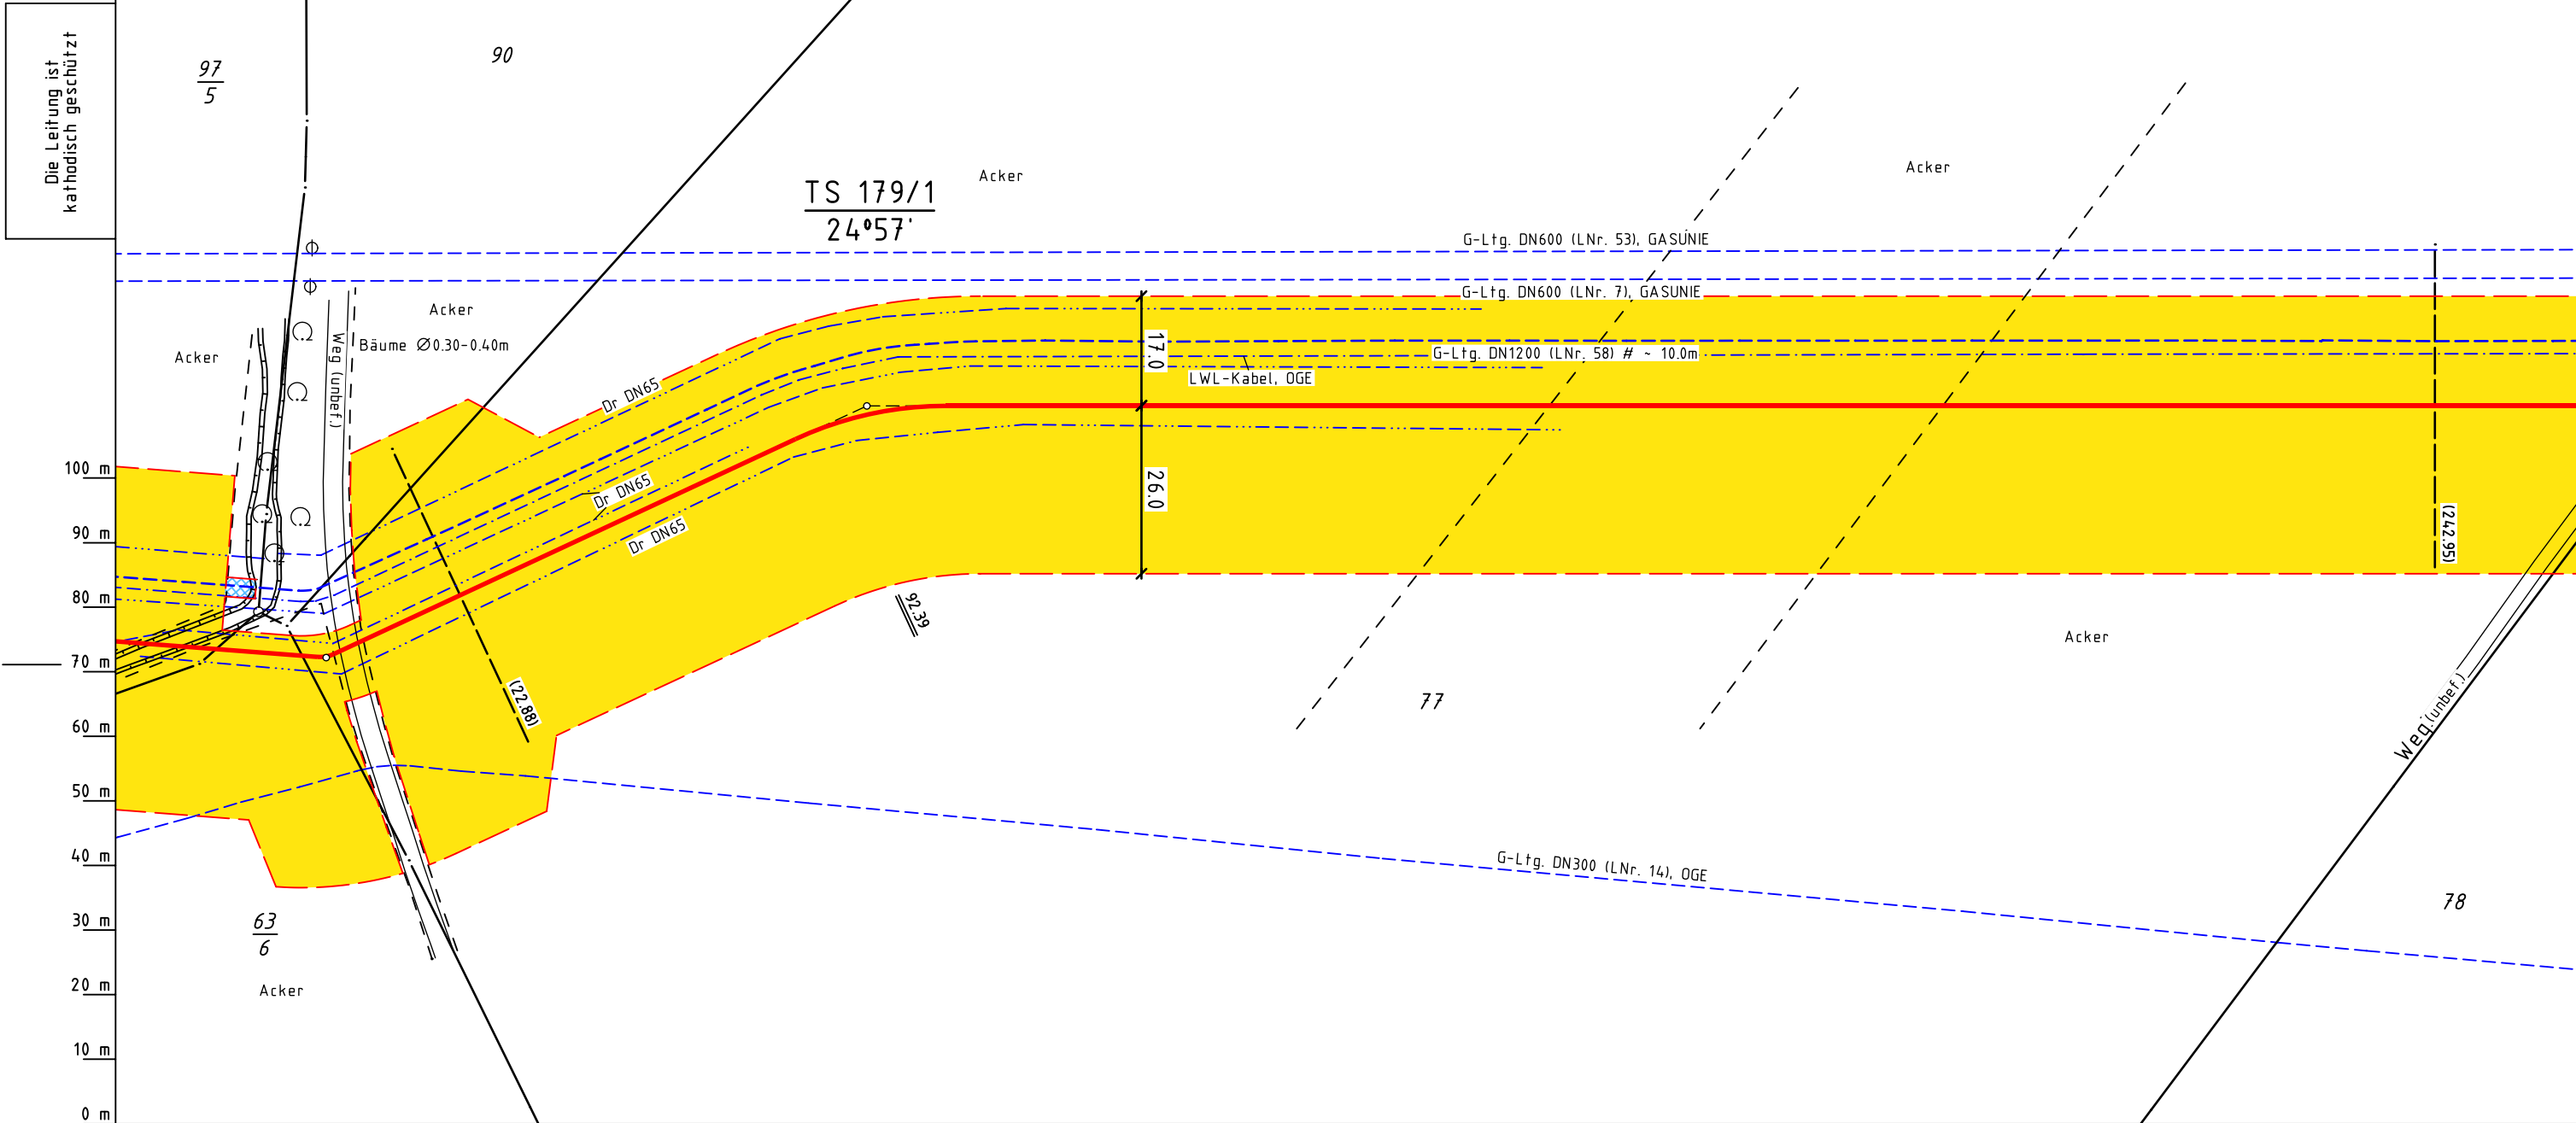 Die Leitung ist
kathodisch geschützt
97
5
90
TS 179/1
24°57'
Acker
Acker
G-Ltg. DN600 (LNr. 53), GASUNIE
G-Ltg. DN600 (LNr. 7), GASUNIE
Acker
Bäume Ø0.30-0.40m
Weg (unbef.)
Acker
17.0
G-Ltg. DN1200 (LNr. 58) # ~ 10.0m
LWL-Kabel, OGE
Dr DN65
Dr DN65
Dr DN65
26.0
(242.95)
92.39
(22.88)
Acker
77
Weg (unbef.)
G-Ltg. DN300 (LNr. 14), OGE
78
63
6
Acker
100 m
90 m
80 m
70 m
60 m
50 m
40 m
30 m
20 m
10 m
0 m